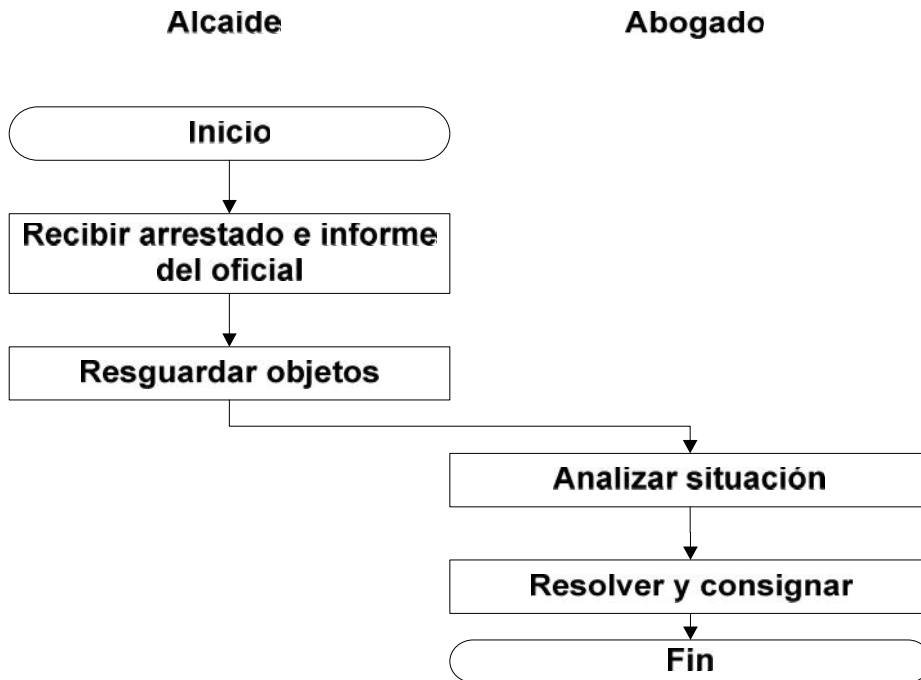 Alcaide
Abogado
Inicio
Recibir arrestado e informe
del oficial
Resguardar objetos
Analizar situación
Resolver y consignar
Fin